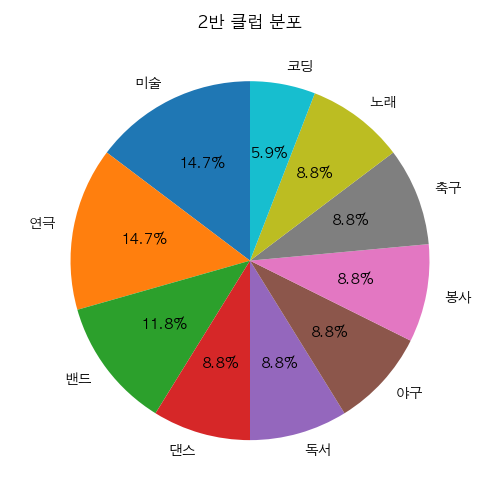 2반 클럽 분포
코딩
노래
미술
5.9%
14.7%
8.8%
축구
8.8%
연극
14.7%
8.8%
봉사
11.8%
8.8%
8.8%
8.8%
밴드
야구
댄스
독서